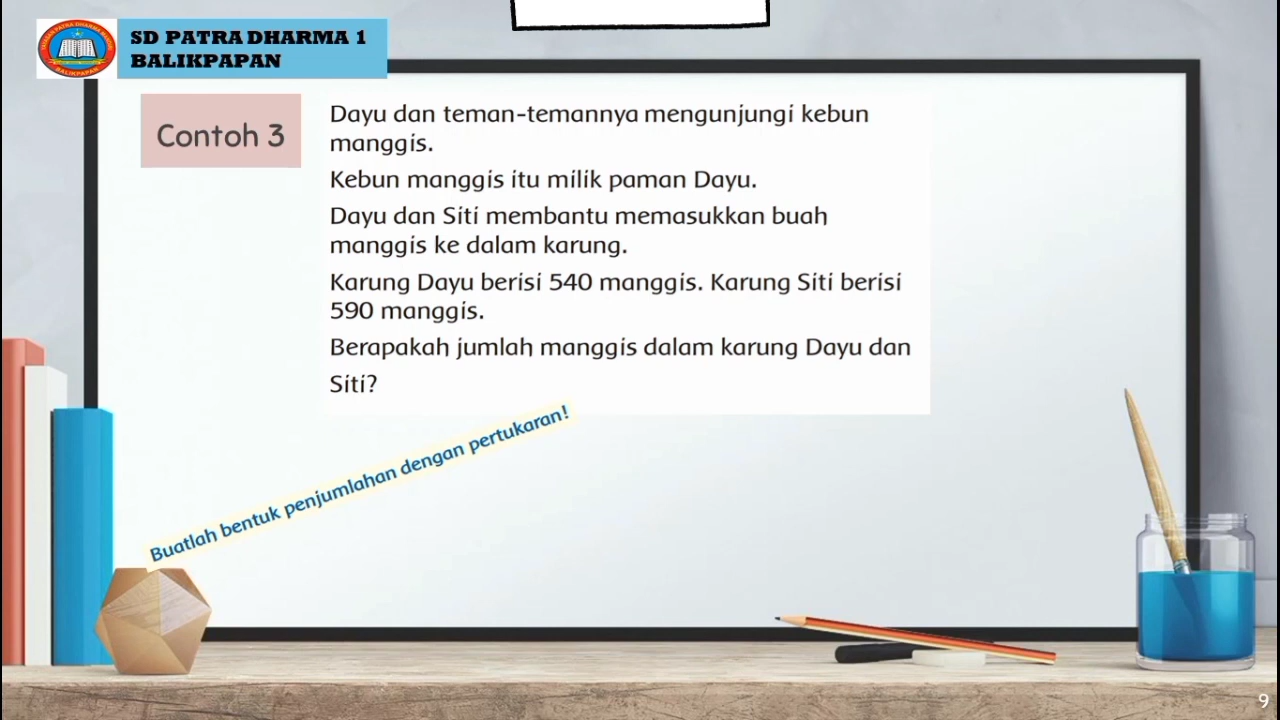 SD PATRA DHARMA 1
BALIKPAPAN
Contoh 3
Dayu dan teman-temannya mengunjungi kebun
manggis.
Kebun manggis itu milik paman Dayu.
Dayu dan Siti membantu memasukkan buah
manggis ke dalam karung.
Karung Dayu berisi 540 manggis. Karung Siti berisi
590 manggis.
Berapakah jumlah manggis dalam karung Dayu dan
Siti?
Buatlah bentuk penjumlahan dengan pertukaran!
BALIKPAPAN
9